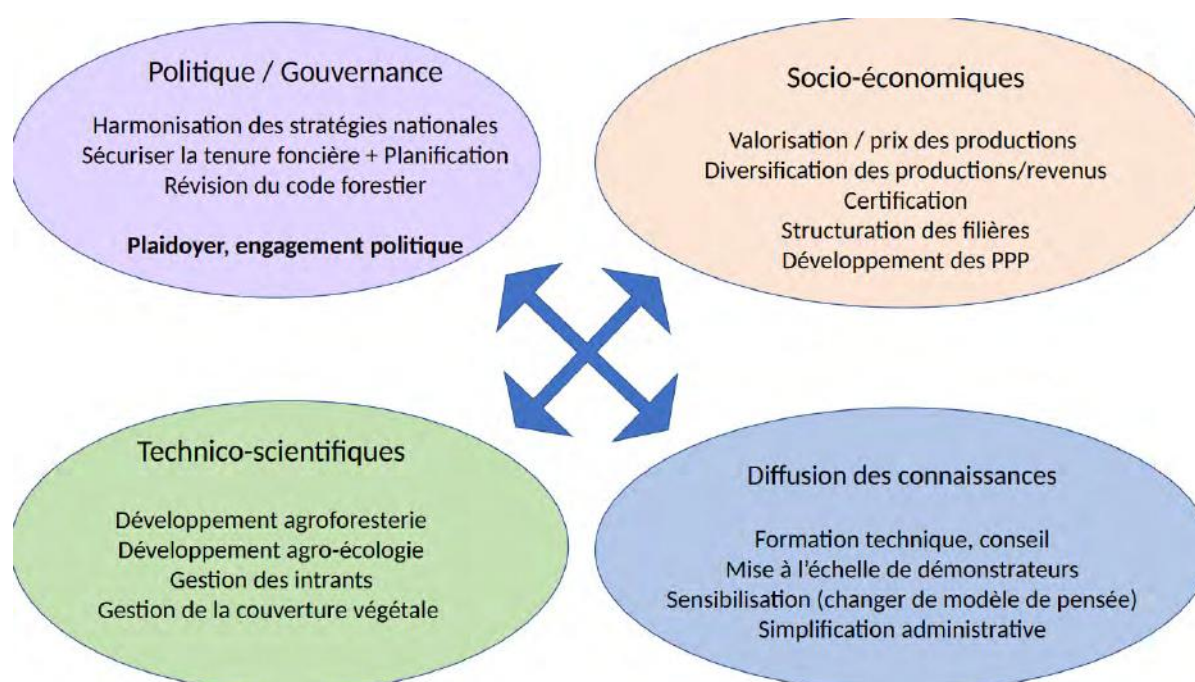 Politique / Gouvernance
Harmonisation des stratégies nationales
Sécuriser la tenure foncière + Planification
Révision du code forestier
Plaidoyer, engagement politique
Socio-économiques
Valorisation / prix des productions
Diversification des productions/revenus
Certification
Structuration des filières
Développement des PPP
Technico-scientifiques
Développement agroforesterie
Développement agro-écologie
Gestion des intrants
Gestion de la couverture végétale
Diffusion des connaissances
Formation technique, conseil
Mise à l’échelle de démonstrateurs
Sensibilisation (changer de modèle de pensée)
Simplification administrative